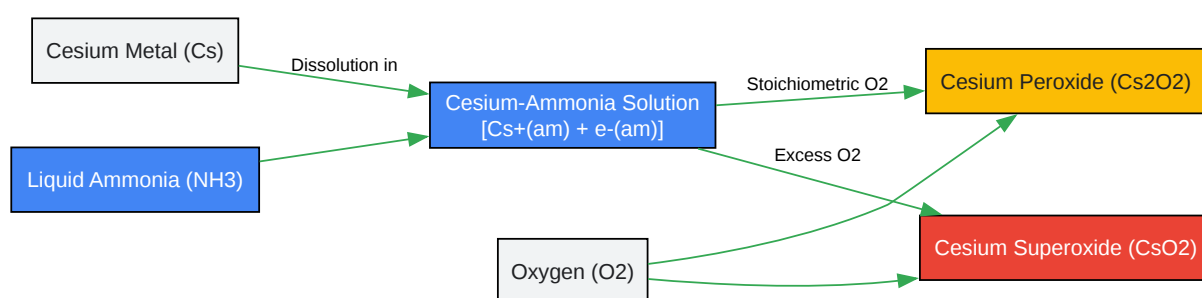 Cesium Metal (Cs)
Dissolution in
Liquid Ammonia (NH3)
Cesium-Ammonia Solution
[Cs+(am) + e-(am)]
Stoichiometric O2
Excess O2
Oxygen (O2)
Cesium Peroxide (Cs2O2)
Cesium Superoxide (CsO2)